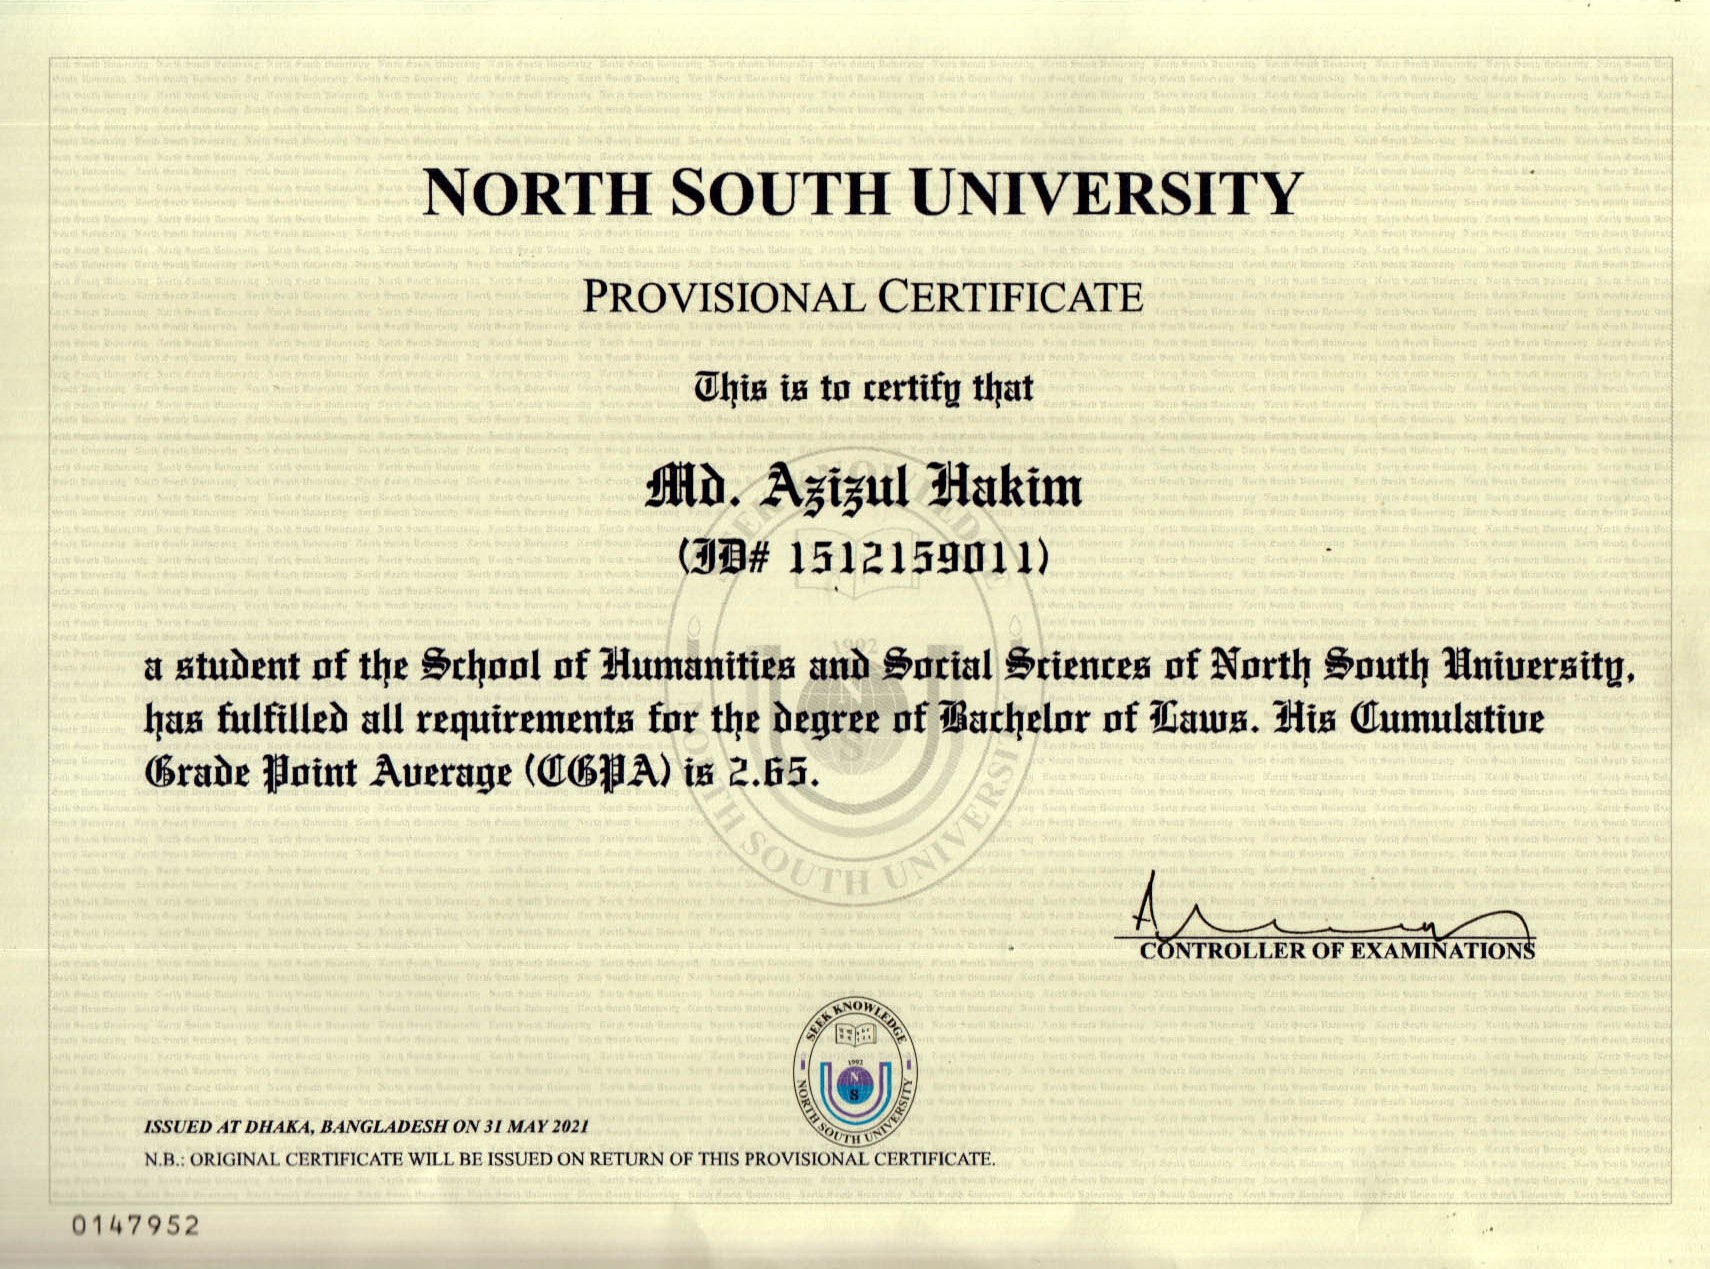 NORTH SOUTH UNIVERSITY
PROVISIONAL CERTIFICATE
This is to certify that
Md. Azizul Hakim
(ID# 1512159011)
a student of the School of Humanities and Social Sciences of North South University,
has fulfilled all requirements for the degree of Bachelor of Laws. His Cumulative
Grade Point Average (CGPA) is 2.65.
CONTROLLER OF EXAMINATIONS
SEEK KNOWLEDGE
1992
N
S
NORTH SOUTH UNIVERSITY
ISSUED AT DHAKA, BANGLADESH ON 31 MAY 2021
N.B.: ORIGINAL CERTIFICATE WILL BE ISSUED ON RETURN OF THIS PROVISIONAL CERTIFICATE.
0147952